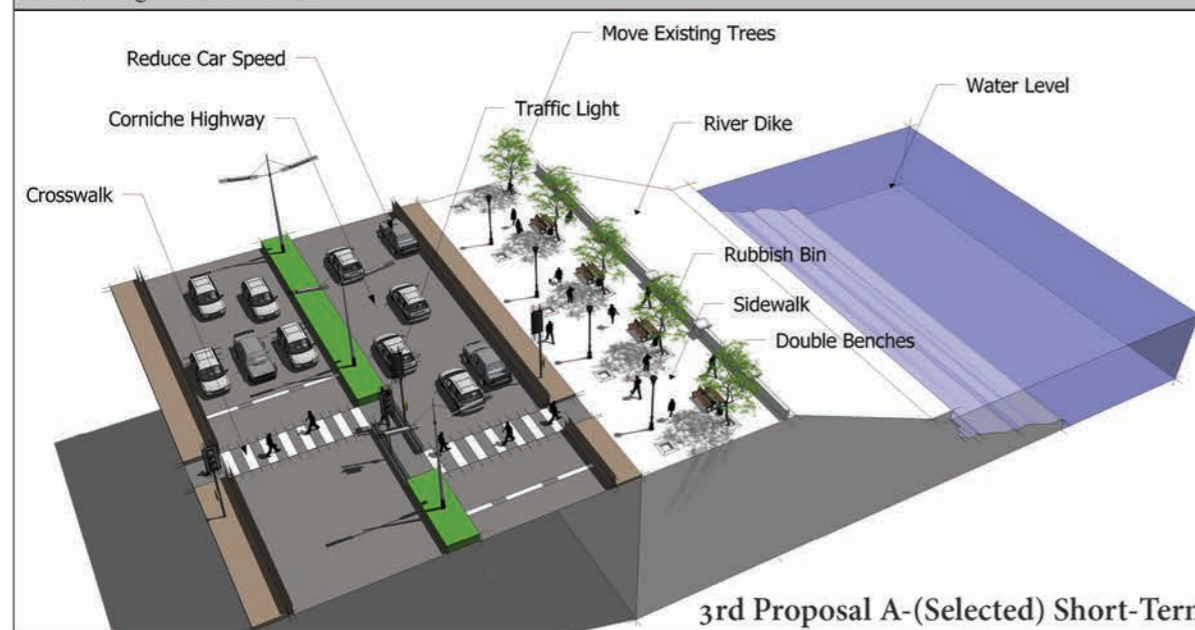 Move Existing Trees
Reduce Car Speed
Water Level
Traffic Light
Corniche Highway
River Dike
Crosswalk
Rubbish Bin
Sidewalk
Double Benches
3rd Proposal A-(Selected) Short-Term